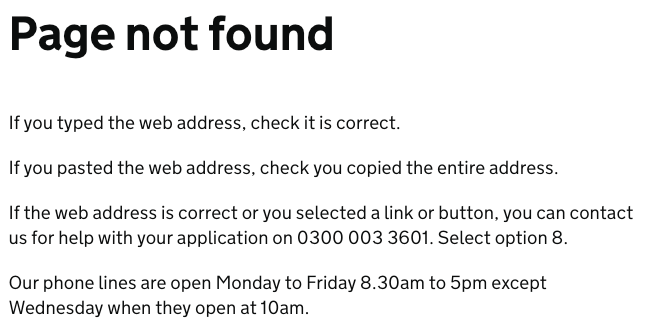 Page not found
If you typed the web address, check it is correct.
If you pasted the web address, check you copied the entire address.
If the web address is correct or you selected a link or button, you can contact
us for help with your application on 0300 003 3601. Select option 8.
Our phone lines are open Monday to Friday 8.30am to 5pm except
Wednesday when they open at 10am.